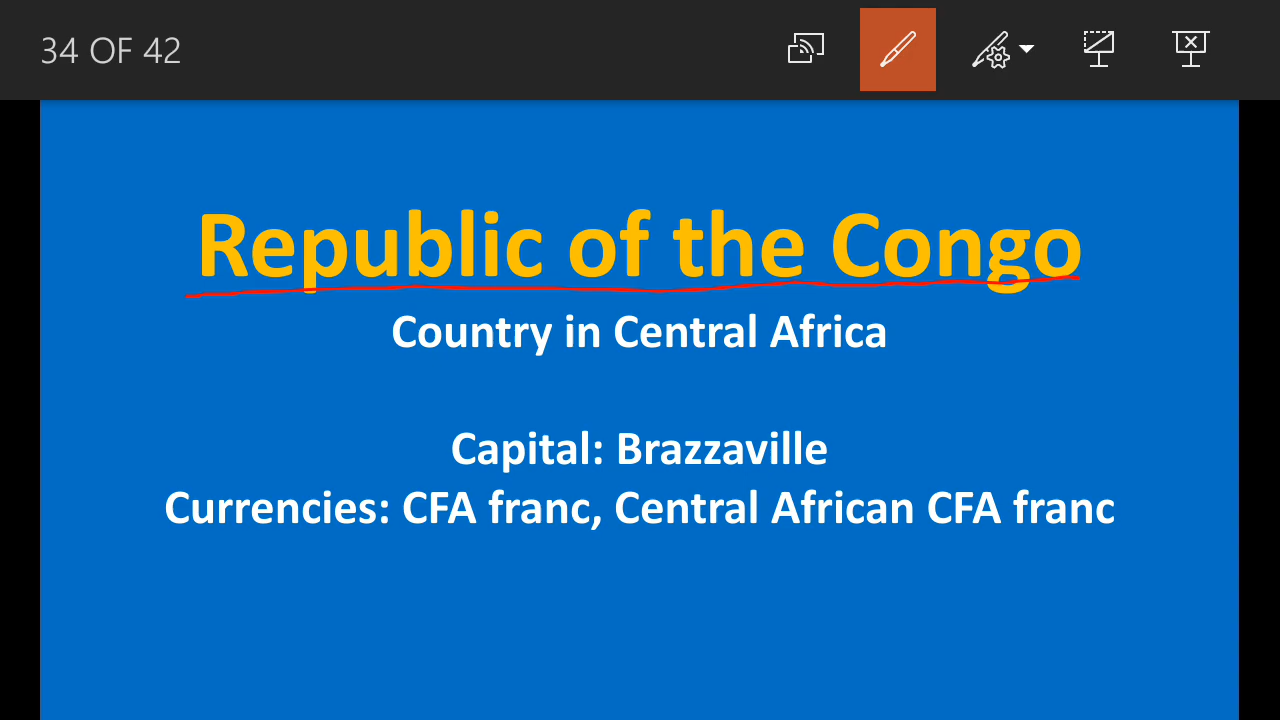 34 OF 42
Republic of the Congo
Country in Central Africa
Capital: Brazzaville
Currencies: CFA franc, Central African CFA franc